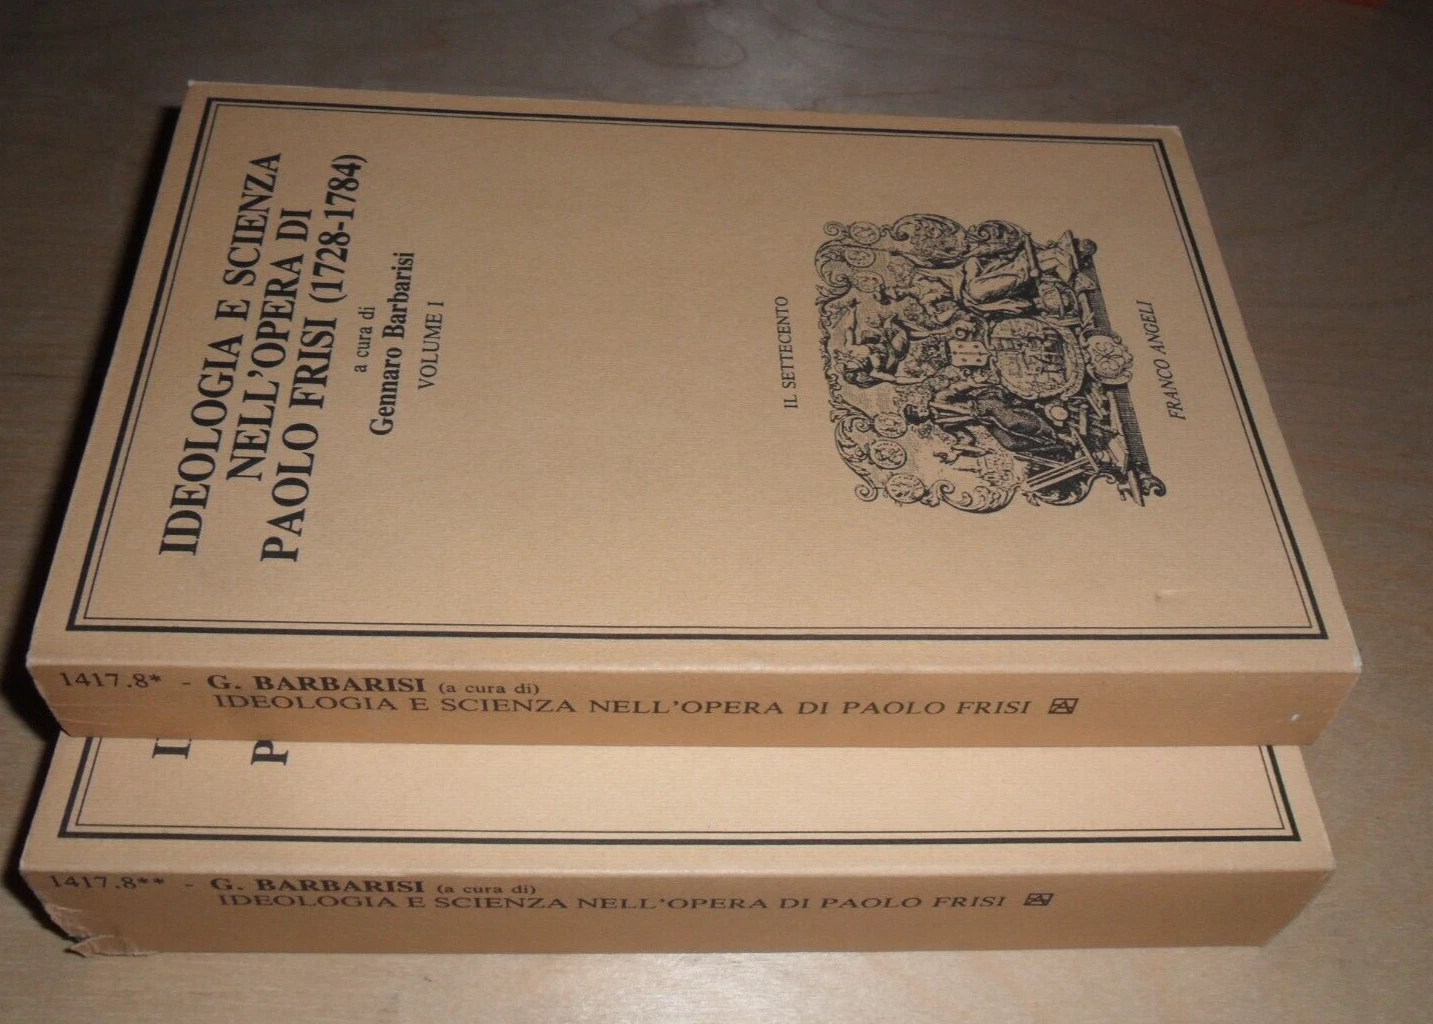 IDEOLOGIA E SCIENZA
NELL'OPERA DI
PAOLO FRISI (1728-1784)
a cura di
Gennaro Barbarisi
VOLUME I
IL SETTECENTO
FRANCO ANGELI
1417.8* - G. BARBARISI (a cura di)
IDEOLOGIA E SCIENZA NELL'OPERA DI PAOLO FRISI
I
P
1417.8** - G. BARBARISI (a cura di)
IDEOLOGIA E SCIENZA NELL'OPERA DI PAOLO FRISI